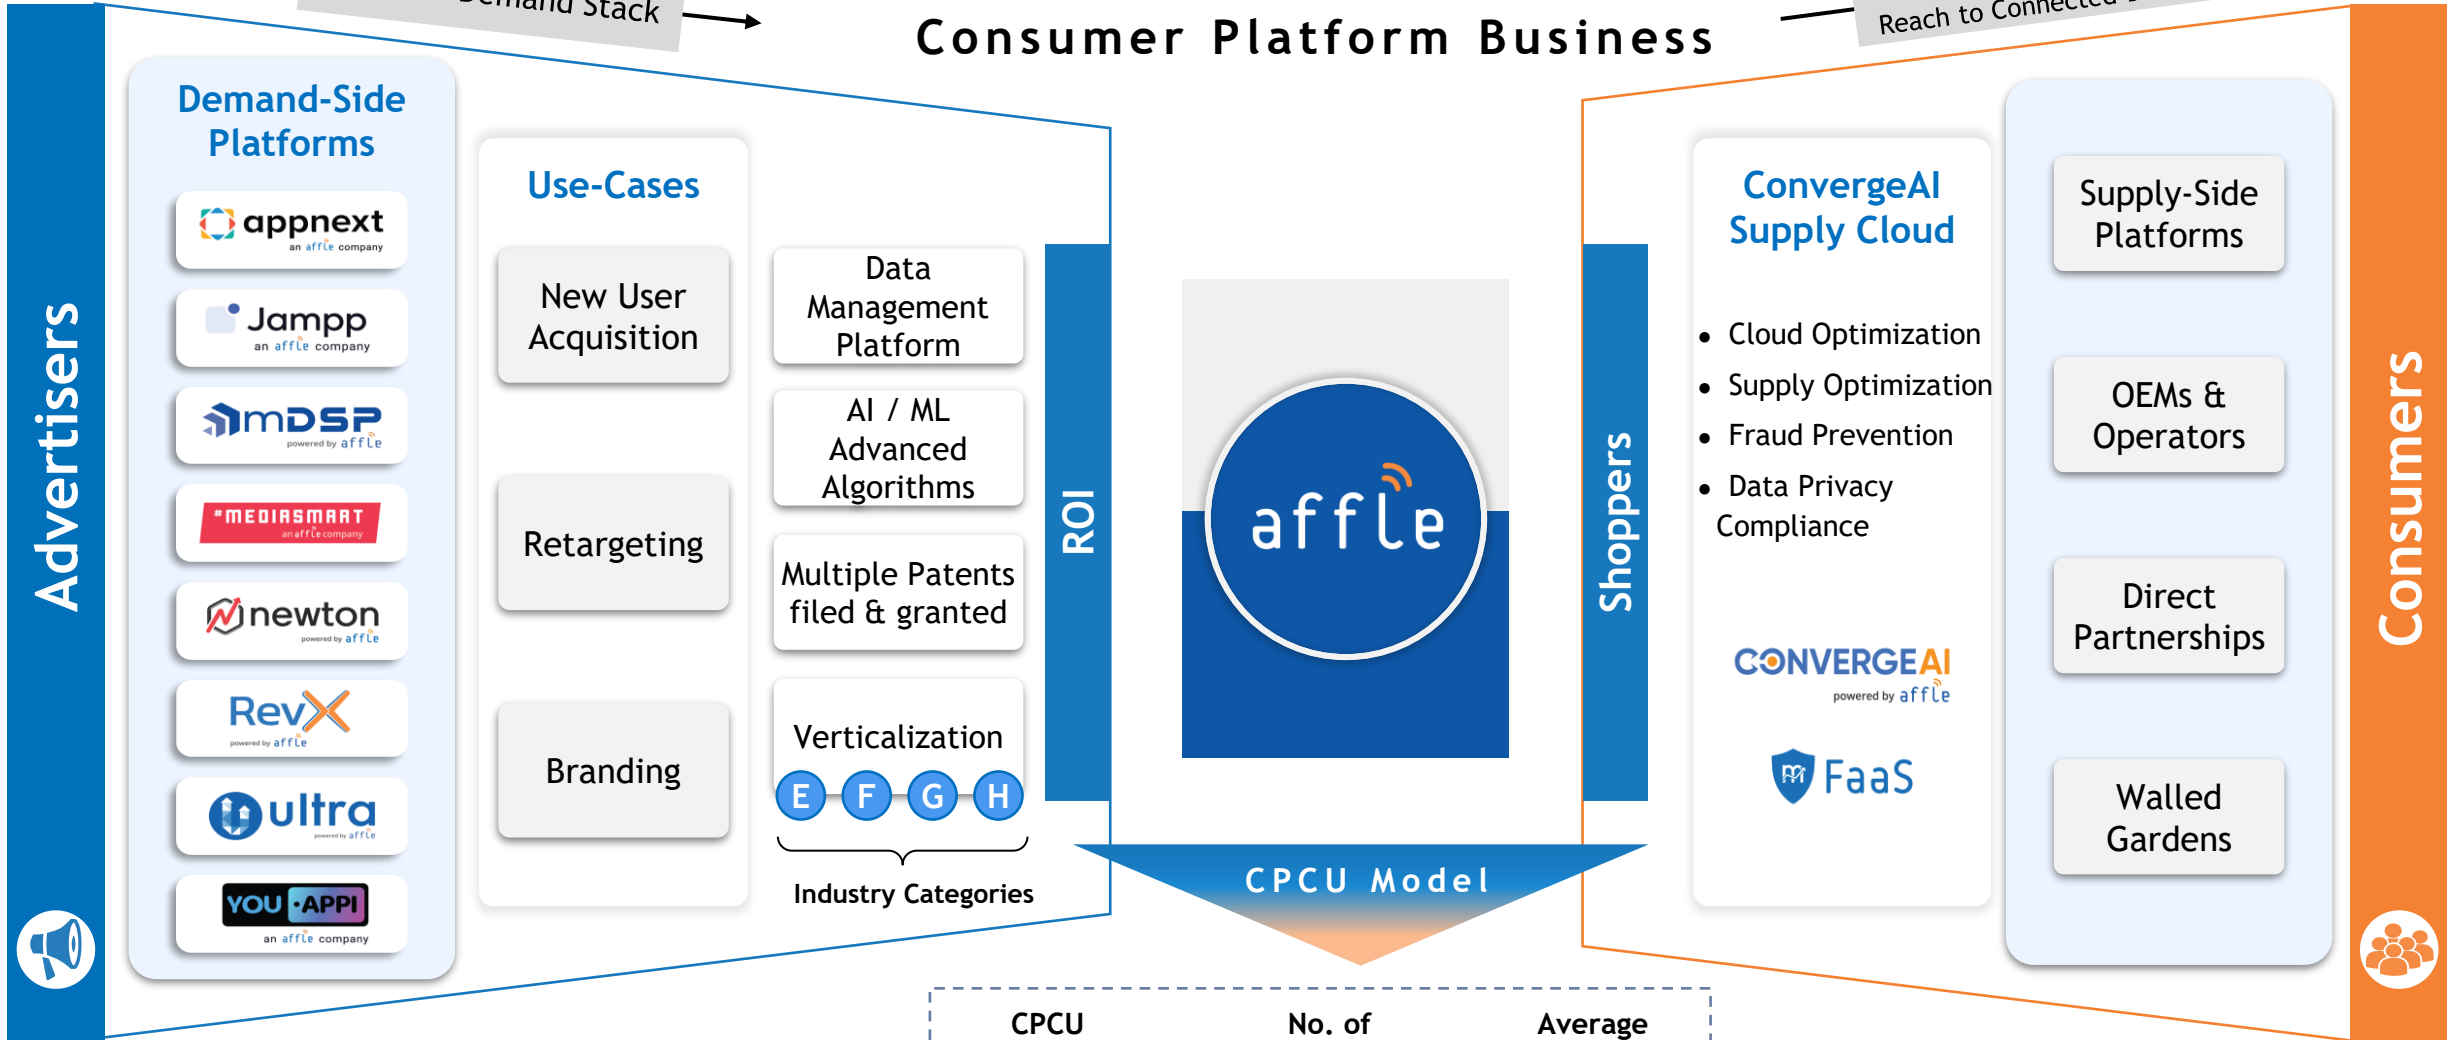 Demand Stack
Consumer Platform Business
Reach to Connected
Advertisers
Demand-Side
Platforms
appnext
an affle company
Jampp
an affle company
mDSP
powered by affle
#MEDIASMART
an affle company
newton
powered by affle
RevX
powered by affle
ultra
powered by affle
YOU·APPI
an affle company
Use-Cases
New User
Acquisition
Retargeting
Branding
Data
Management
Platform
AI / ML
Advanced
Algorithms
Multiple Patents
filed & granted
Verticalization
E F G H
Industry Categories
ROI
affle
CPCU Model
Shoppers
ConvergeAI
Supply Cloud
• Cloud Optimization
• Supply Optimization
• Fraud Prevention
• Data Privacy
Compliance
CONVERGEAI
powered by affle
FaaS
Supply-Side
Platforms
OEMs &
Operators
Direct
Partnerships
Walled
Gardens
Consumers
CPCU No. of Average